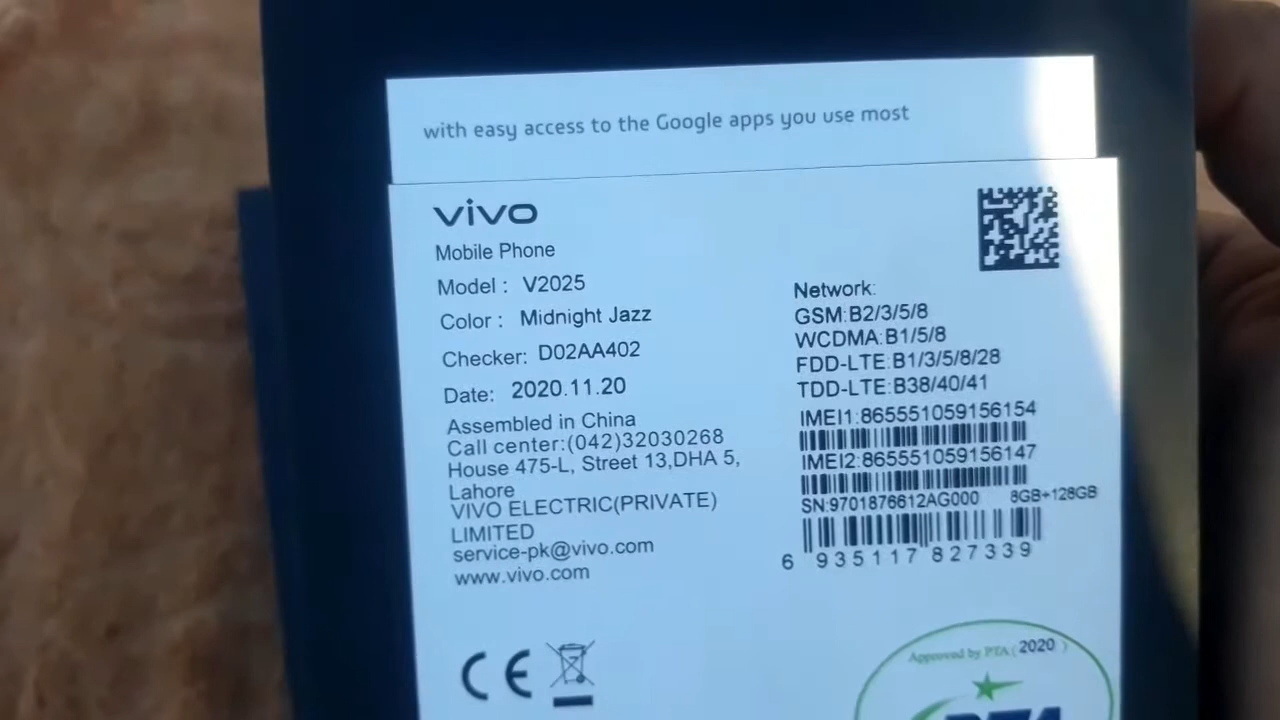 with easy access to the Google apps you use most
vivo
Mobile Phone
Model : V2025
Color : Midnight Jazz
Checker: D02AA402
Date: 2020.11.20
Assembled in China
Call center:(042)32030268
House 475-L, Street 13,DHA 5,
Lahore
VIVO ELECTRIC(PRIVATE)
LIMITED
service-pk@vivo.com
www.vivo.com
CE
Network:
GSM:B2/3/5/8
WCDMA:B1/5/8
FDD-LTE:B1/3/5/8/28
TDD-LTE:B38/40/41
IMEI1:865551059156154
IMEI2:865551059156147
SN:9701876612AG000 8GB+128GB
6 935117 827339
Approved by PTA ( 2020 )
PTA